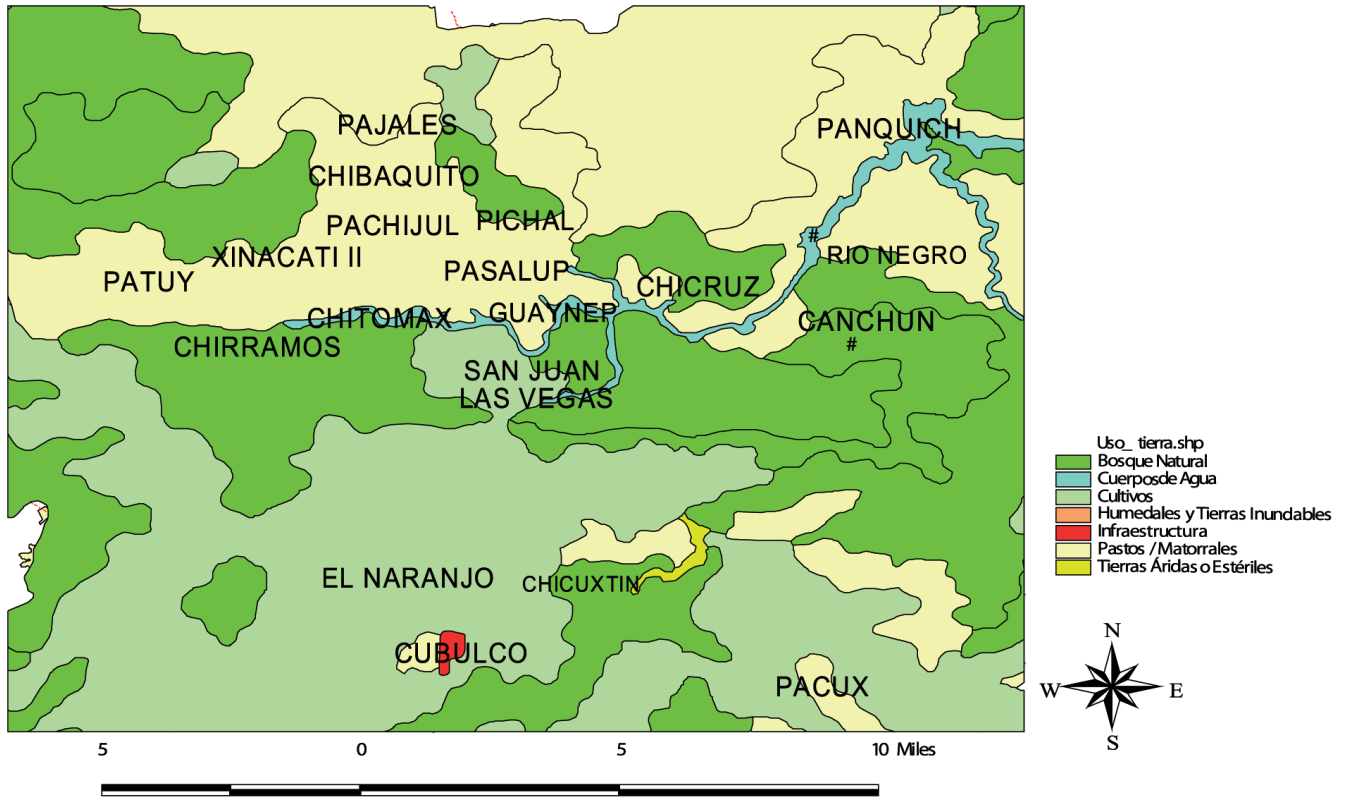 PAJALES
PANQUICH
CHIBAQUITO
PACHIJUL
PICHAL
XINACATI II
RIO NEGRO
PATUY
PASALUP
CHICRUZ
CHITOMAX
GUAYNEP
CANCHUN
#
#
CHIRRAMOS
SAN JUAN
LAS VEGAS
EL NARANJO
CHICUXTIN
CUBULCO
PACUX
Uso_ tierra.shp
Bosque Natural
Cuerpos de Agua
Cultivos
Humedales y Tierras Inundables
Infraestructura
Pastos / Matorrales
Tierras Áridas o Estériles
N
W
E
S
5 0 5 10 Miles